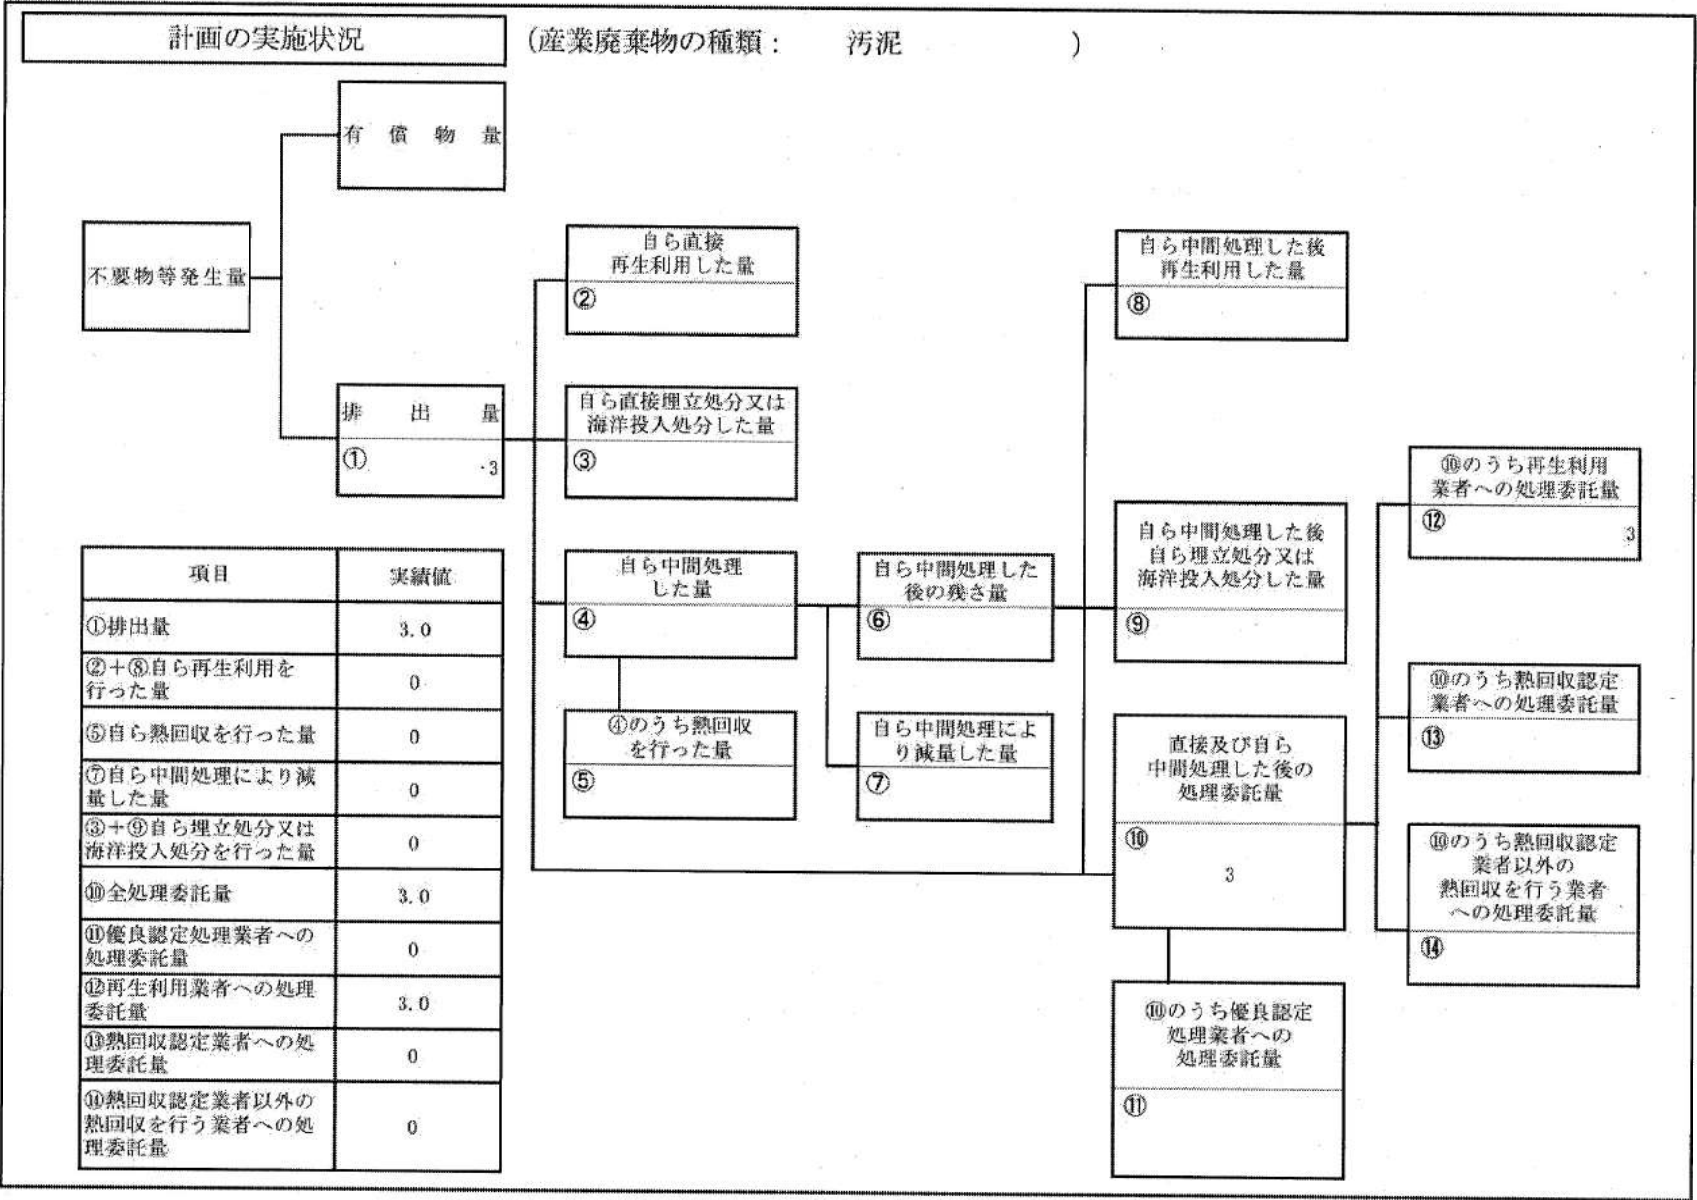 計画の実施状況 (産業廃棄物の種類: 汚泥 )
有償物量
不要物等発生量
排出量
① ·3
自ら直接
再生利用した量
②
自ら直接埋立処分又は
海洋投入処分した量
③
自ら中間処理
した量
④
④のうち熱回収
を行った量
⑤
自ら中間処理した
後の残さ量
⑥
自ら中間処理によ
り減量した量
⑦
自ら中間処理した後
再生利用した量
⑧
自ら中間処理した後
自ら埋立処分又は
海洋投入処分した量
⑨
直接及び自ら
中間処理した後の
処理委託量
⑩
3
⑩のうち優良認定
処理業者への
処理委託量
⑪
⑩のうち再生利用
業者への処理委託量
⑫ 3
⑩のうち熱回収認定
業者への処理委託量
⑬
⑩のうち熱回収認定
業者以外の
熱回収を行う業者
への処理委託量
⑭
項目 実績値
①排出量 3.0
②+⑧自ら再生利用を
行った量 0
⑤自ら熱回収を行った量 0
⑦自ら中間処理により減
量した量 0
③+⑨自ら埋立処分又は
海洋投入処分を行った量 0
⑩全処理委託量 3.0
⑪優良認定処理業者への
処理委託量 0
⑫再生利用業者への処理
委託量 3.0
⑬熱回収認定業者への処
理委託量 0
⑭熱回収認定業者以外の
熱回収を行う業者への処
理委託量 0